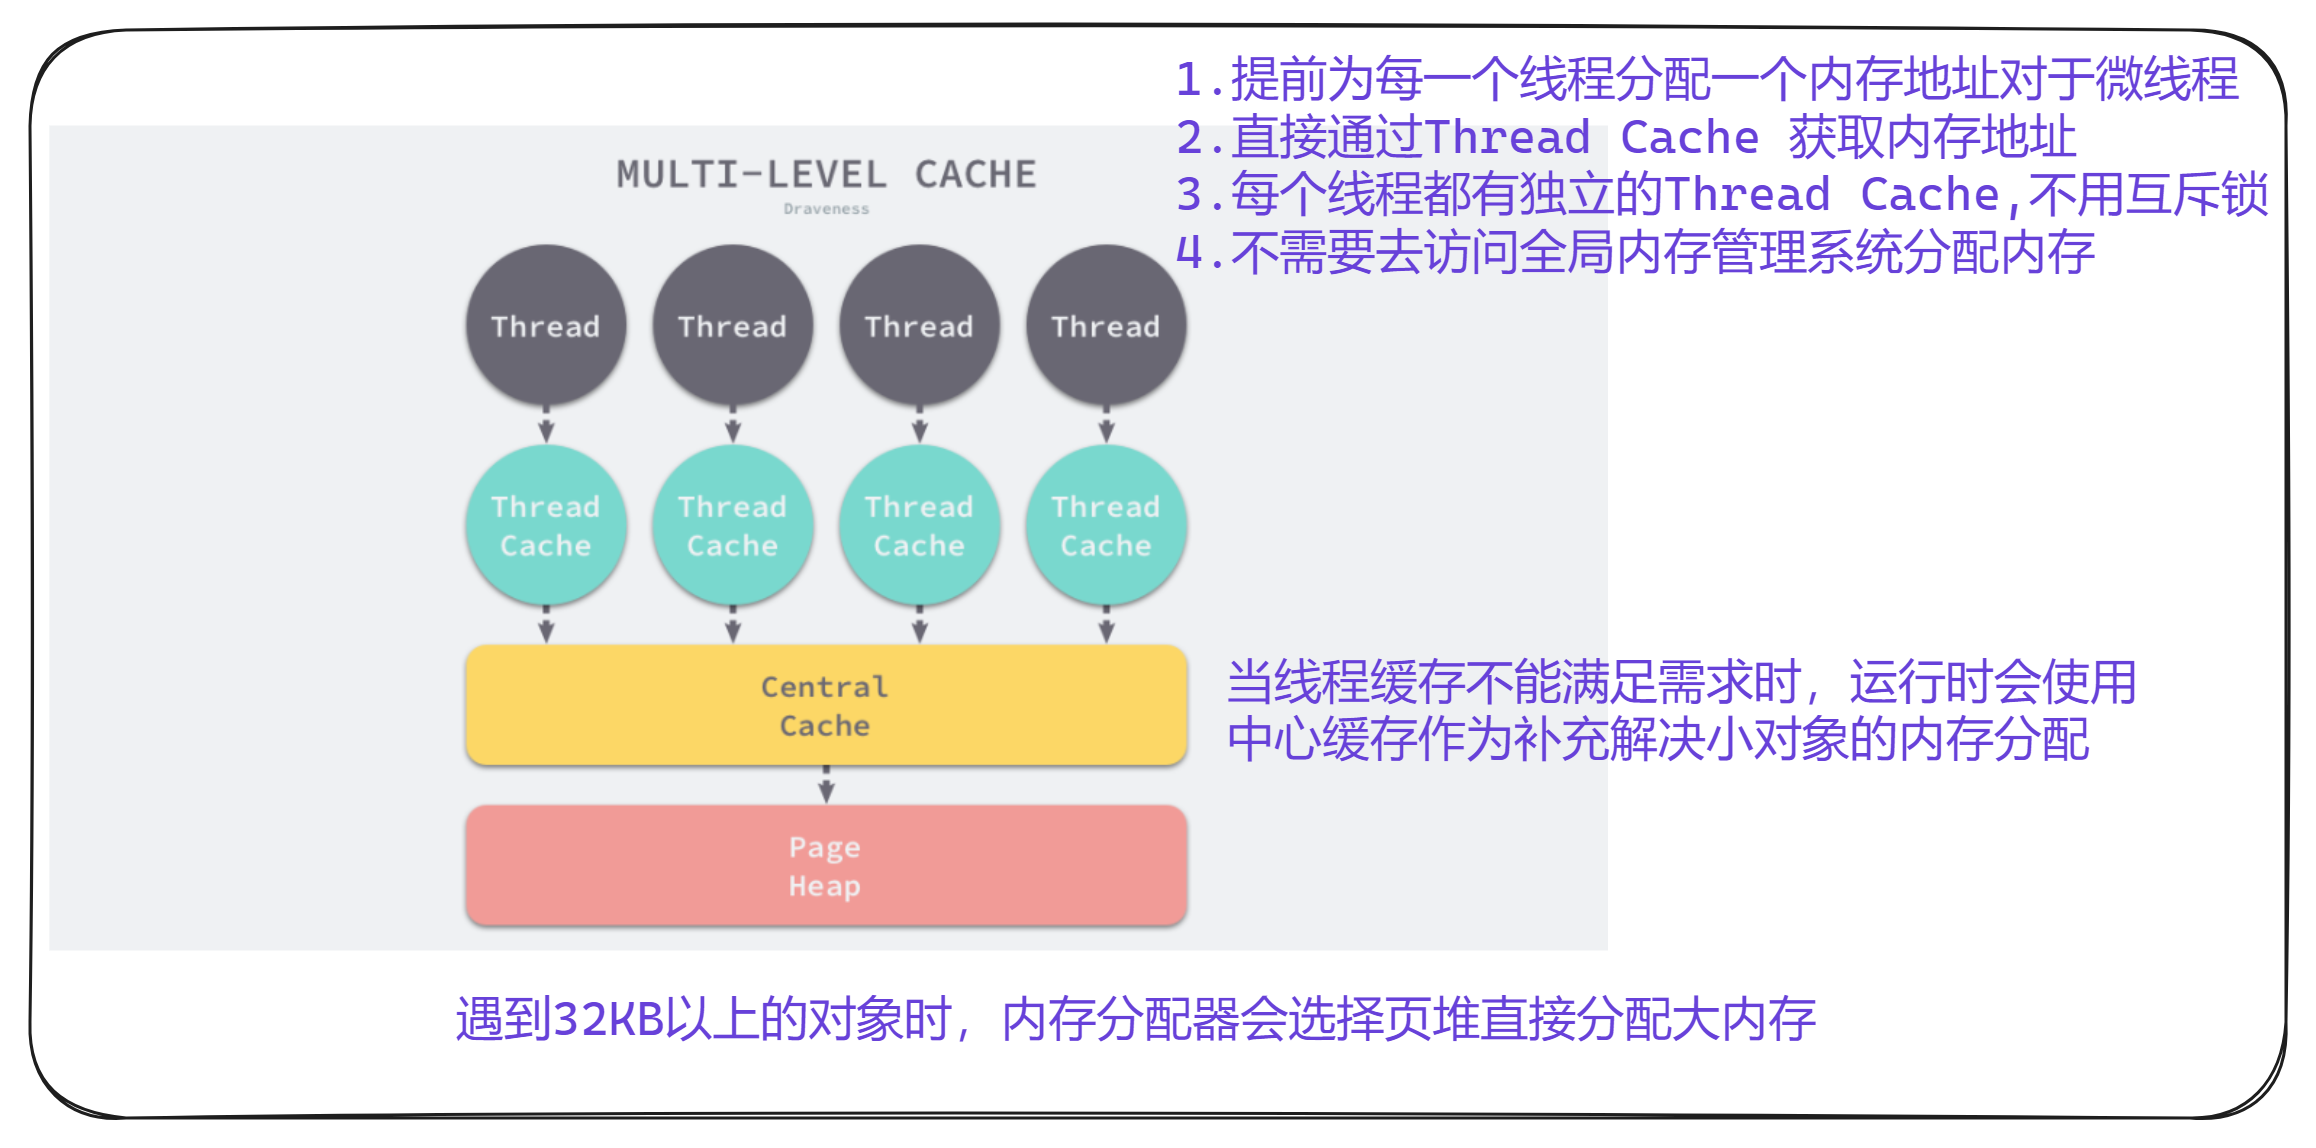 1.提前为每一个线程分配一个内存地址对于微线程
2.直接通过Thread Cache 获取内存地址
3.每个线程都有独立的Thread Cache,不用互斥锁
4.不需要去访问全局内存管理系统分配内存
MULTI-LEVEL CACHE
Draveness
Thread Thread Thread Thread
Thread Thread Thread Thread
Cache Cache Cache Cache
Central
Cache
当线程缓存不能满足需求时，运行时会使用
中心缓存作为补充解决小对象的内存分配
Page
Heap
遇到32KB以上的对象时，内存分配器会选择页堆直接分配大内存